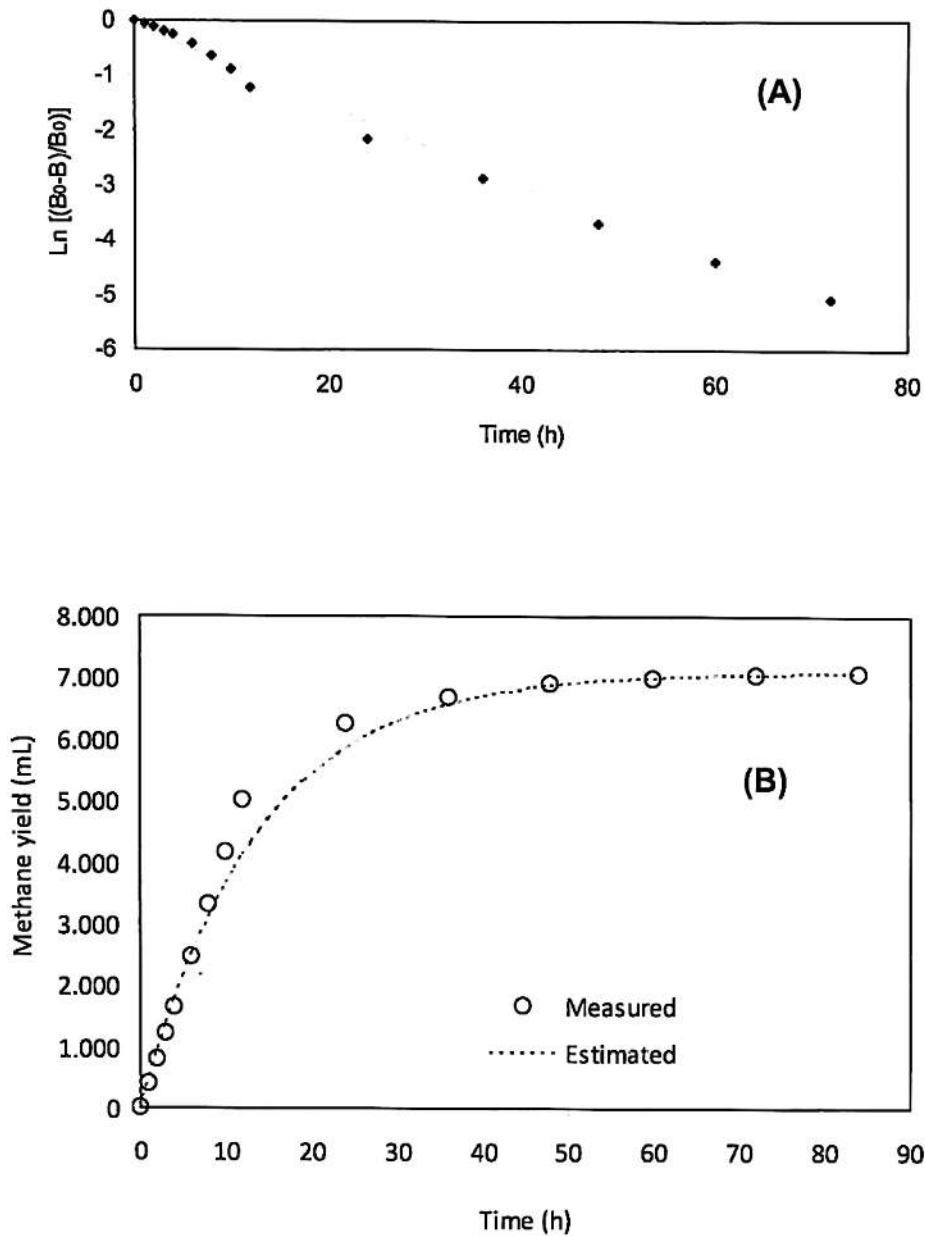 0
-1
-2
-3
-4
-5
-6
Ln [(B₀-B)/B₀)]
(A)
0 20 40 60 80
Time (h)
8.000
7.000
6.000
5.000
4.000
3.000
2.000
1.000
0
Methane yield (mL)
(B)
Measured
Estimated
0 10 20 30 40 50 60 70 80 90
Time (h)